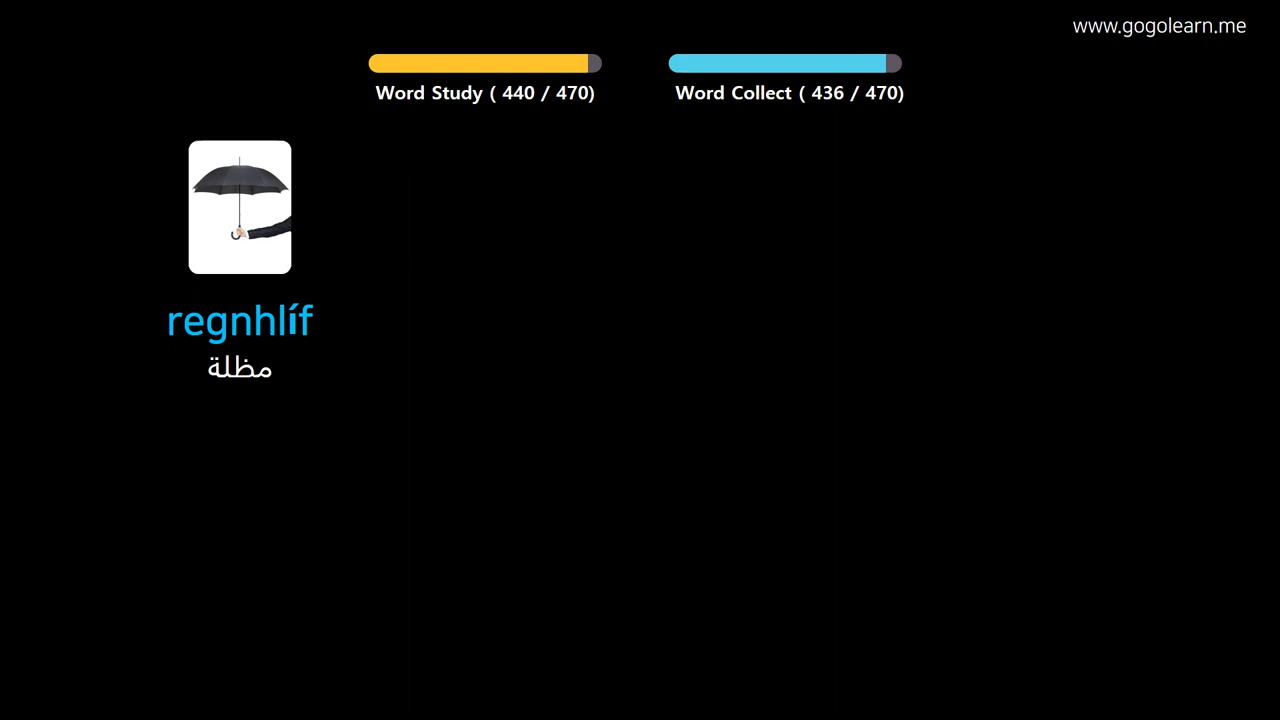 www.gogolearn.me
Word Study ( 440 / 470)
Word Collect ( 436 / 470)
regnhlíf
مظلة